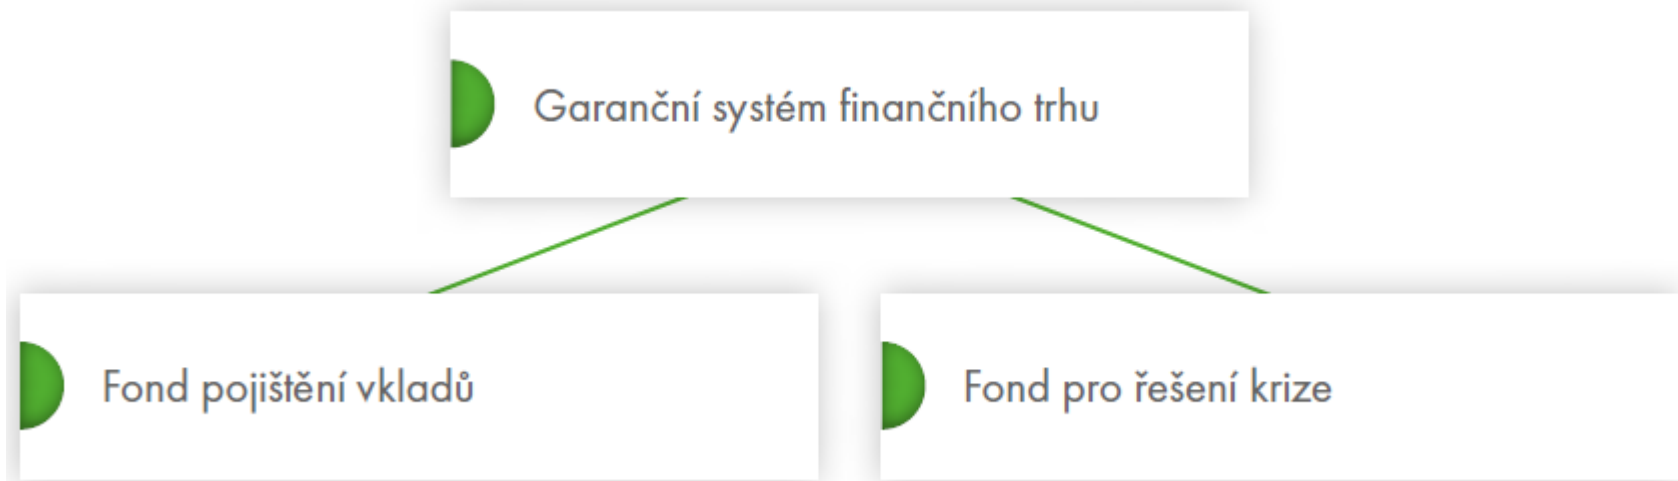 Garanční systém finančního trhu
Fond pojištění vkladů
Fond pro řešení krize